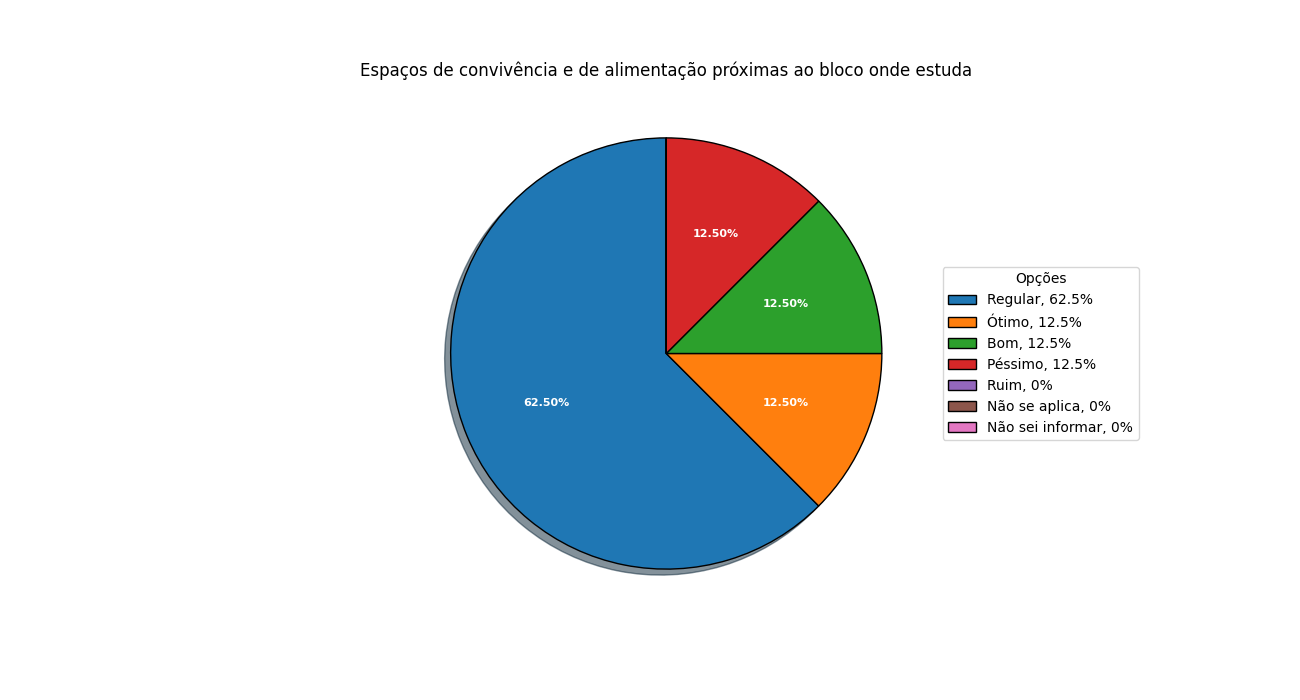 Espaços de convivência e de alimentação próximas ao bloco onde estuda
12.50%
12.50%
62.50%
12.50%
Opções
Regular, 62.5%
Ótimo, 12.5%
Bom, 12.5%
Péssimo, 12.5%
Ruim, 0%
Não se aplica, 0%
Não sei informar, 0%